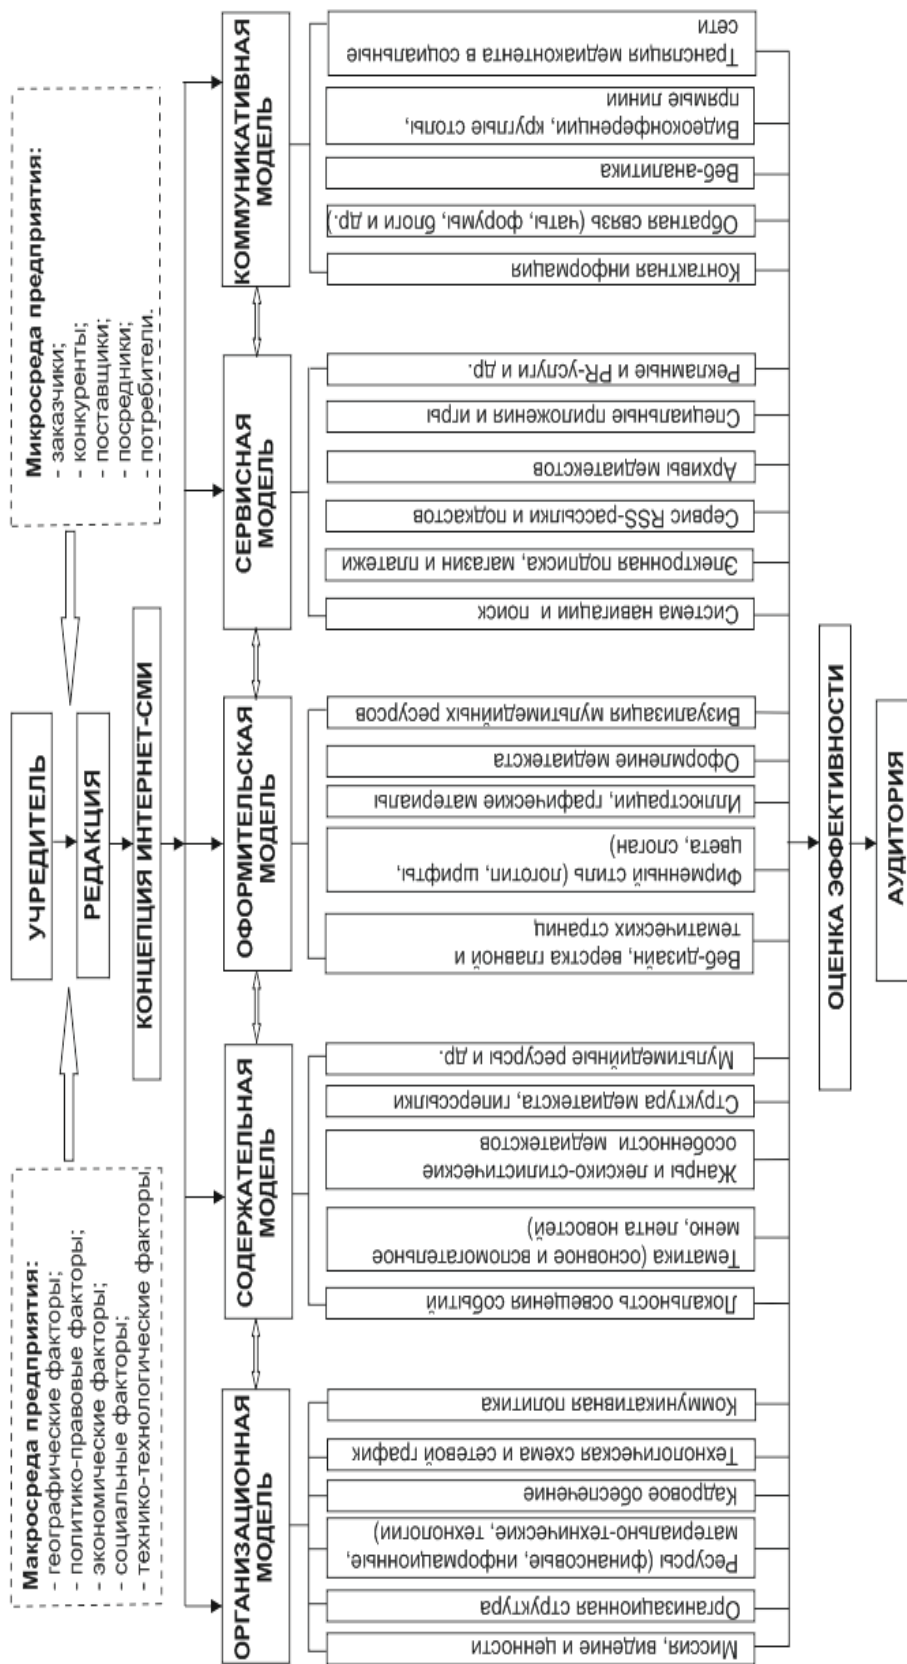 Макросреда предприятия:
- географические факторы;
- политико-правовые факторы;
- экономические факторы;
- социальные факторы;
- технико-технологические факторы
УЧРЕДИТЕЛЬ
РЕДАКЦИЯ
Микросреда предприятия:
- заказчики;
- конкуренты;
- поставщики;
- посредники;
- потребители.
КОНЦЕПЦИЯ ИНТЕРНЕТ-СМИ
ОРГАНИЗАЦИОННАЯ
МОДЕЛЬ
Миссия, видение и ценности
Организационная структура
Ресурсы (финансовые, информационные,
материально-технические, технологии)
Кадровое обеспечение
Технологическая схема и сетевой график
Коммуникативная политика
СОДЕРЖАТЕЛЬНАЯ
МОДЕЛЬ
Локальность освещения событий
Тематика (основное и вспомогательное
меню, лента новостей)
Жанры и лексико-стилистические
особенности медиатекстов
Структура медиатекста, гиперссылки
Мультимедийные ресурсы и др.
ОФОРМИТЕЛЬСКАЯ
МОДЕЛЬ
Веб-дизайн, верстка главной и
тематических страниц
Фирменный стиль (логотип, шрифты,
цвета, слоган)
Иллюстрации, графические материалы
Оформление медиатекста
Визуализация мультимедийных ресурсов
СЕРВИСНАЯ
МОДЕЛЬ
Система навигации и поиск
Электронная подписка, магазин и платежи
Сервис RSS-рассылки и подкастов
Архивы медиатекстов
Специальные приложения и игры
Рекламные и PR-услуги и др.
КОММУНИКАТИВНАЯ
МОДЕЛЬ
Контактная информация
Обратная связь (чаты, форумы, блоги и др.)
Веб-аналитика
Видеоконференции, круглые столы,
прямые линии
Трансляция медиаконтента в социальные
сети
ОЦЕНКА ЭФФЕКТИВНОСТИ
АУДИТОРИЯ